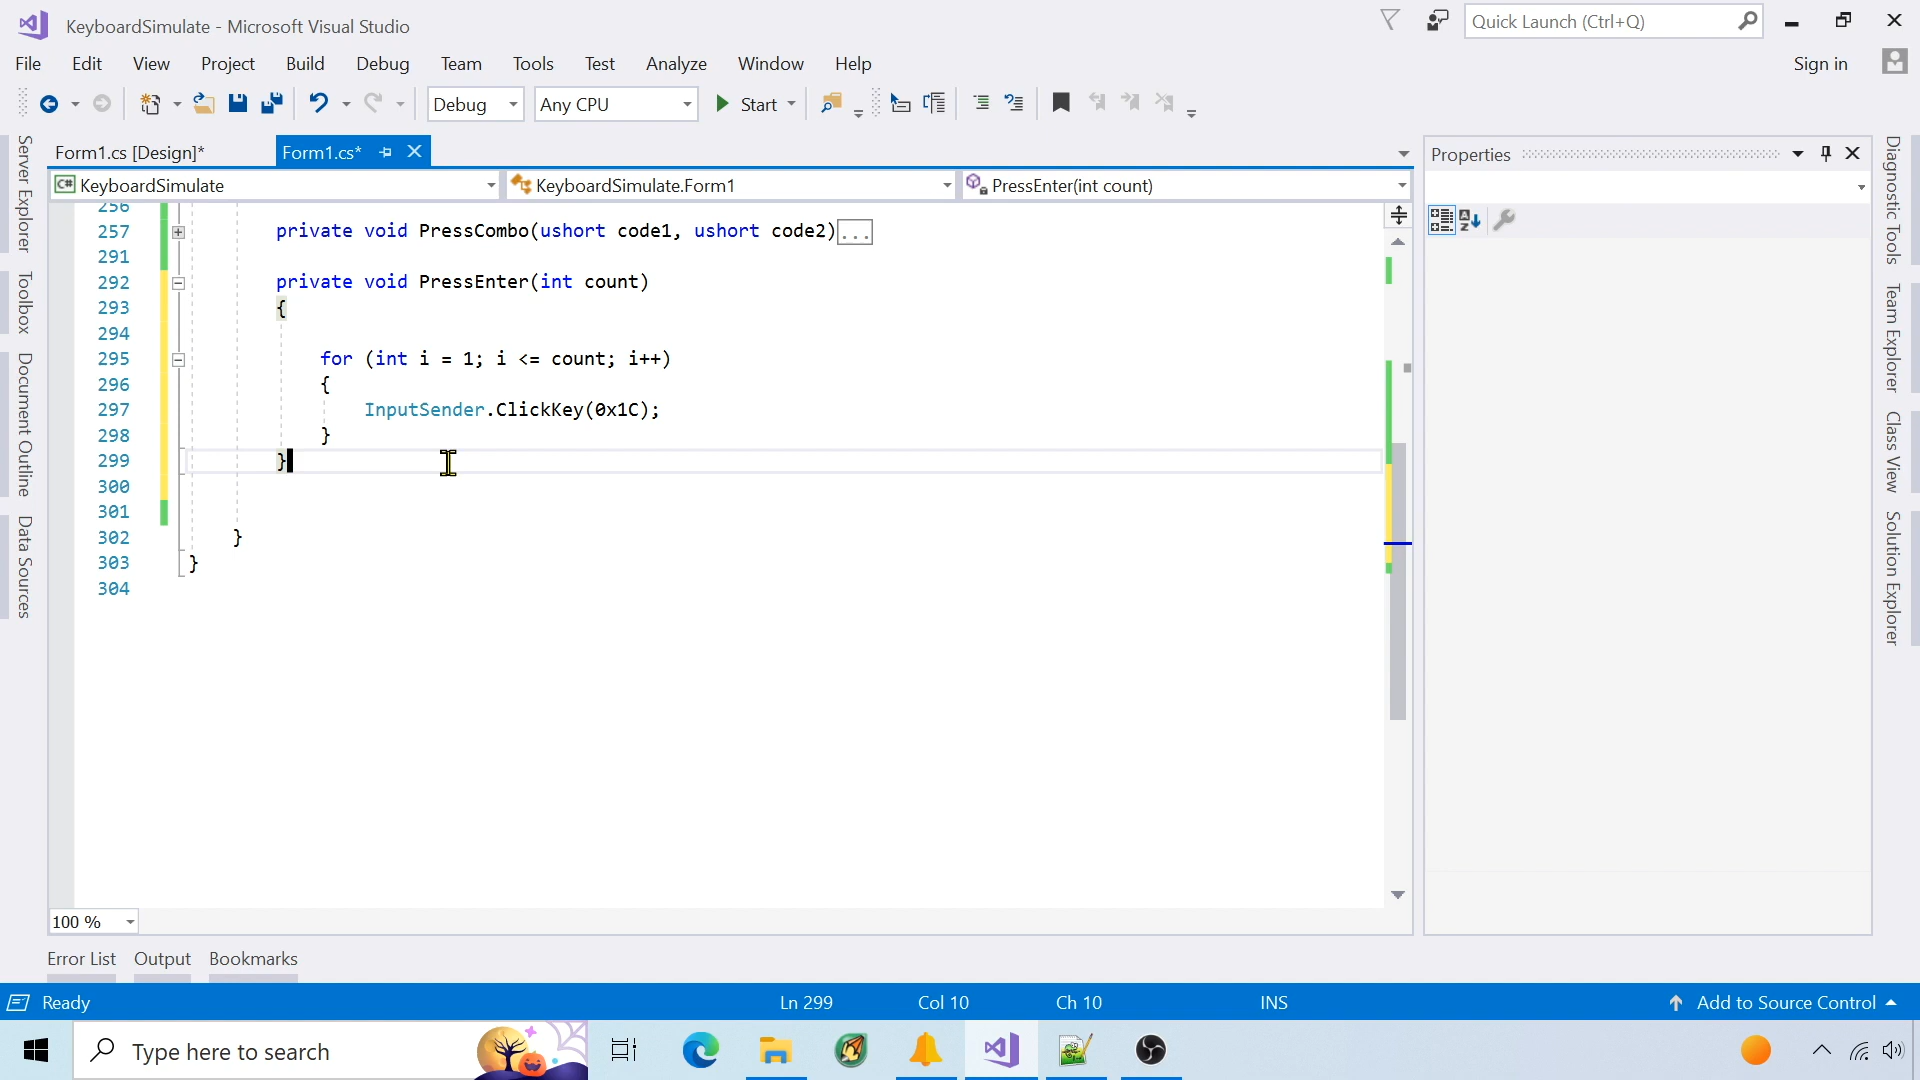 KeyboardSimulate - Microsoft Visual Studio
Quick Launch (Ctrl+Q)
File Edit View Project Build Debug Team Tools Test Analyze Window Help
Sign in
Debug
Any CPU
Start
Form1.cs [Design]*
Form1.cs*
KeyboardSimulate
KeyboardSimulate.Form1
PressEnter(int count)
256
257 private void PressCombo(ushort code1, ushort code2)...
291
292 private void PressEnter(int count)
293 {
294
295 for (int i = 1; i <= count; i++)
296 {
297 InputSender.ClickKey(0x1C);
298 }
299 }
300
301
302 }
303 }
304
100 %
Server Explorer
Toolbox
Document Outline
Data Sources
Properties
Diagnostic Tools
Team Explorer
Class View
Solution Explorer
Error List Output Bookmarks
Ready
Ln 299
Col 10
Ch 10
INS
Add to Source Control
Type here to search